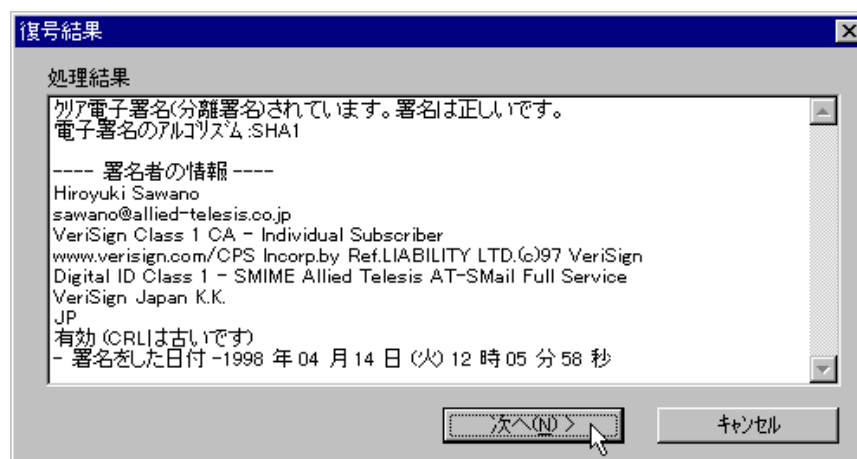 復号結果
処理結果
ｸﾘｱ電子署名(分離署名)されています。署名は正しいです。
電子署名のｱﾙｺﾞﾘｽﾞﾑ:SHA1
---- 署名者の情報 ----
Hiroyuki Sawano
sawano@allied-telesis.co.jp
VeriSign Class 1 CA - Individual Subscriber
www.verisign.com/CPS Incorp.by Ref.LIABILITY LTD.(c)97 VeriSign
Digital ID Class 1 - SMIME Allied Telesis AT-SMail Full Service
VeriSign Japan K.K.
JP
有効 (CRLは古いです)
- 署名をした日付 -1998 年 04 月 14 日 (火) 12 時 05 分 58 秒
次へ(N) > ｷｬﾝｾﾙ